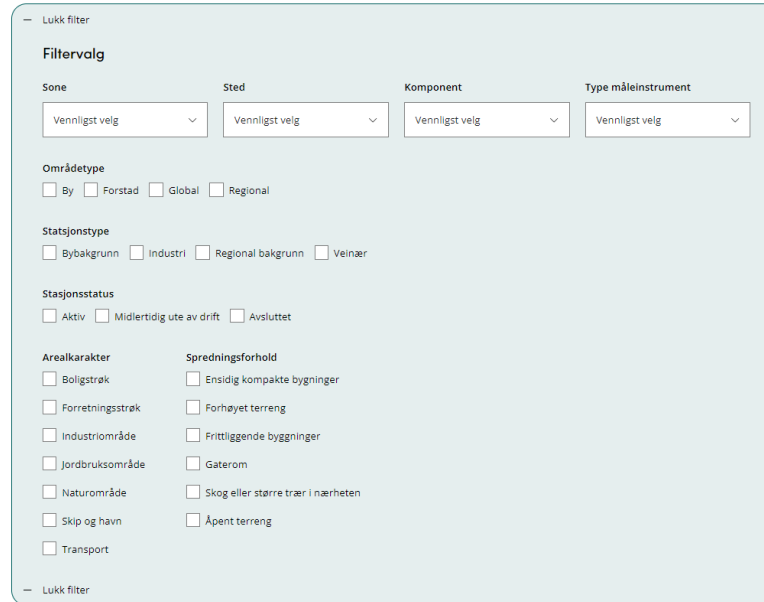 Lukk filter
Filtervalg
Sone Sted Komponent Type måleinstrument
Vennligst velg Vennligst velg Vennligst velg Vennligst velg
Områdetype
By Forstad Global Regional
Statsjonstype
Bybakgrunn Industri Regional bakgrunn Veinær
Stasjonsstatus
Aktiv Midlertidig ute av drift Avsluttet
Arealkarakter Spredningsforhold
Boligstrøk Ensidig kompakte bygninger
Forretningsstrøk Forhøyet terreng
Industriområde Frittliggende byggninger
Jordbruksområde Gaterom
Naturområde Skog eller større trær i nærheten
Skip og havn Åpent terreng
Transport
Lukk filter